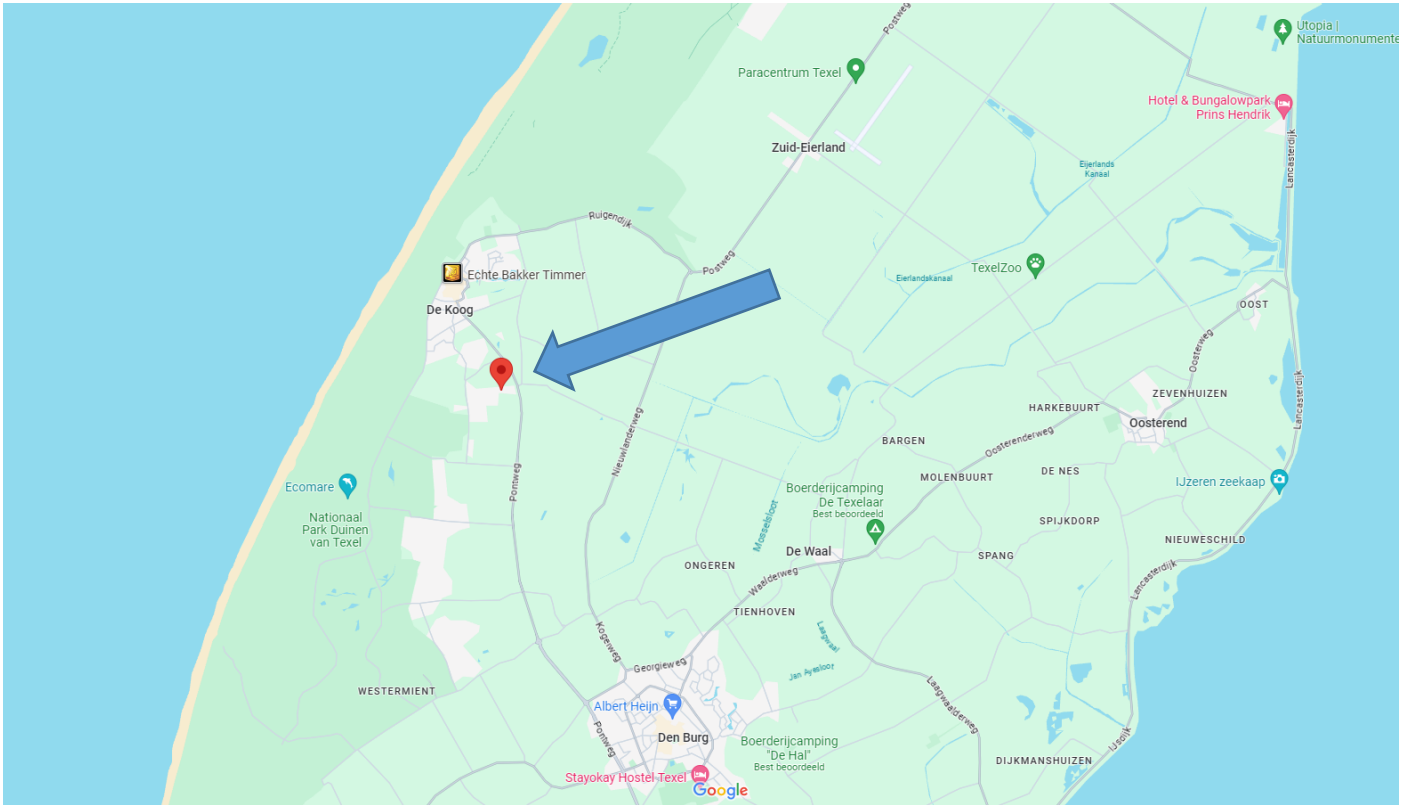 Utopia |
Natuurmonumente
Postweg
Paracentrum Texel
Hotel & Bungalowpark
Prins Hendrik
Zuid-Eierland
Lancasterdijk
Eijerlands
Kanaal
Ruigendijk
Postweg
TexelZoo
Eierlandskanaal
Echte Bakker Timmer
OOST
De Koog
Oosterweg
Lancasterdijk
ZEVENHUIZEN
HARKEBUURT
Oosterend
Nieuwlanderweg
BARGEN
Oosterenderweg
DE NES
MOLENBUURT
Pontweg
IJzeren zeekaap
Ecomare
Boerderijcamping
De Texelaar
Best beoordeeld
Nationaal
Park Duinen
van Texel
Mosselsloot
SPIJKDORP
NIEUWESCHILD
De Waal
SPANG
ONGEREN
Waalderweg
Lancasterdijk
TIENHOVEN
Laagwaal
Kogerweg
Georgieweg
Jan Ayesloot
WESTERMIENT
Laagwaalderweg
Albert Heijn
Pontweg
Den Burg
Boerderijcamping
"De Hal"
Best beoordeeld
IJsdijk
DIJKMANSHUIZEN
Stayokay Hostel Texel
Google